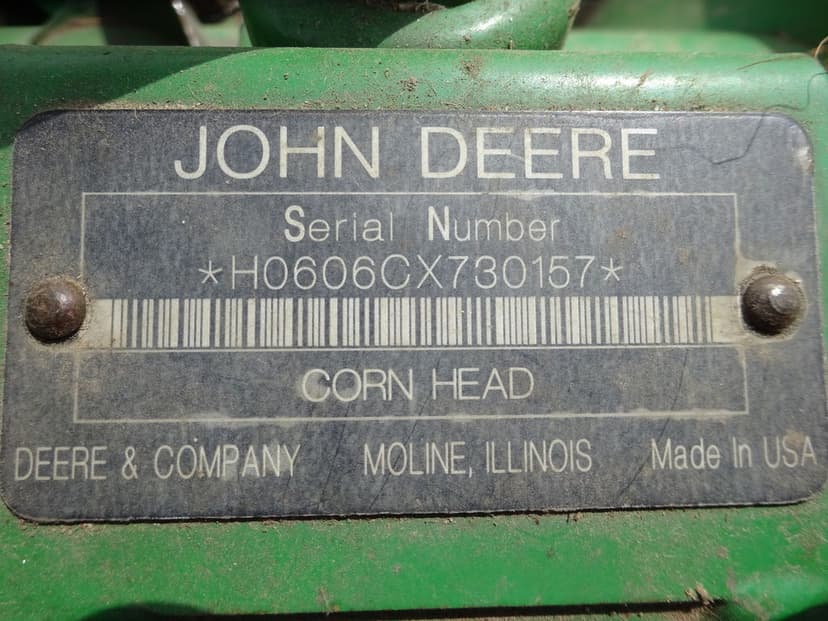 JOHN DEERE
Serial Number
*H0606CX730157*
CORN HEAD
DEERE & COMPANY MOLINE, ILLINOIS Made In USA